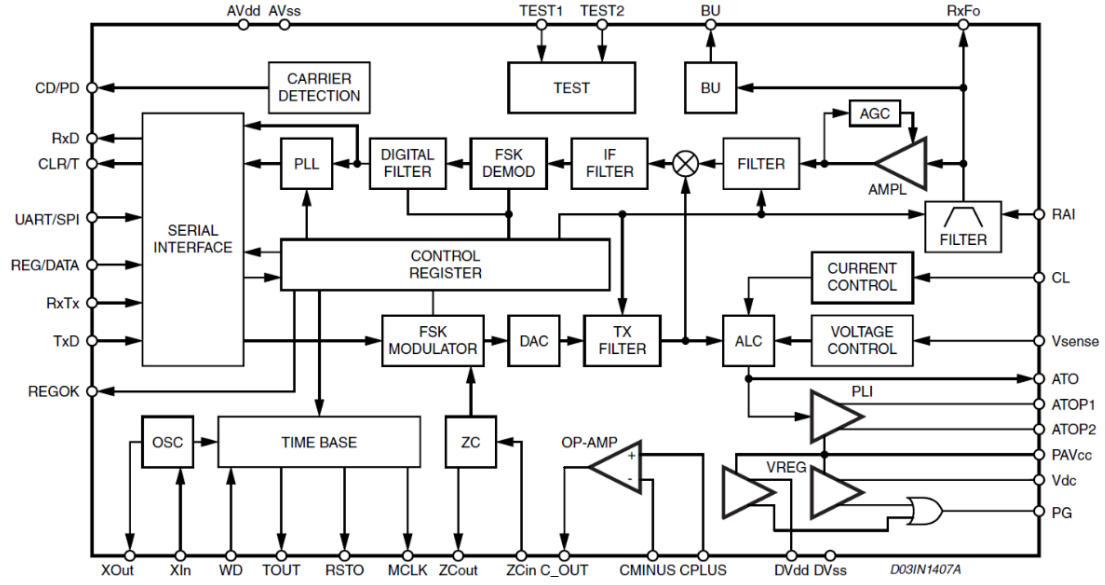 AVdd AVss TEST1 TEST2 BU RxFo
CD/PD
CARRIER
DETECTION
TEST
BU
AGC
RxD
CLR/T
PLL
DIGITAL
FILTER
FSK
DEMOD
IF
FILTER
FILTER
AMPL
UART/SPI
SERIAL
INTERFACE
FILTER
RAI
REG/DATA
CONTROL
REGISTER
CURRENT
CONTROL
CL
RxTx
TxD
FSK
MODULATOR
DAC
TX
FILTER
ALC
VOLTAGE
CONTROL
Vsense
REGOK
ATO
PLI
ATOP1
ATOP2
OSC
TIME BASE
ZC
OP-AMP
+
-
PAVcc
VREG
Vdc
PG
XOut XIn WD TOUT RSTO MCLK ZCout ZCin C_OUT CMINUS CPLUS DVdd DVss D03IN1407A